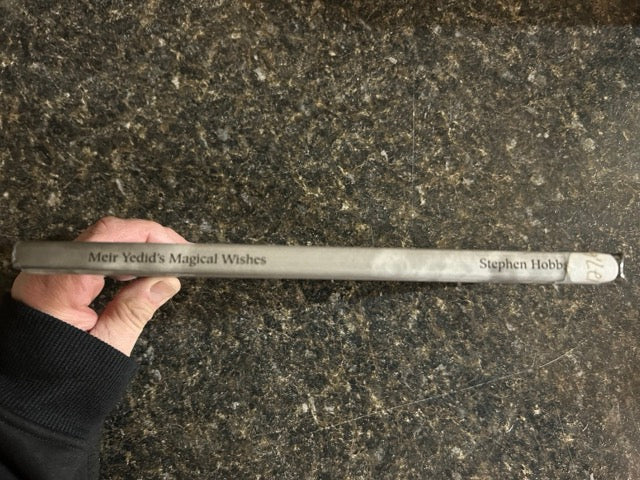 Meir Yedid's Magical Wishes
Stephen Hobbs